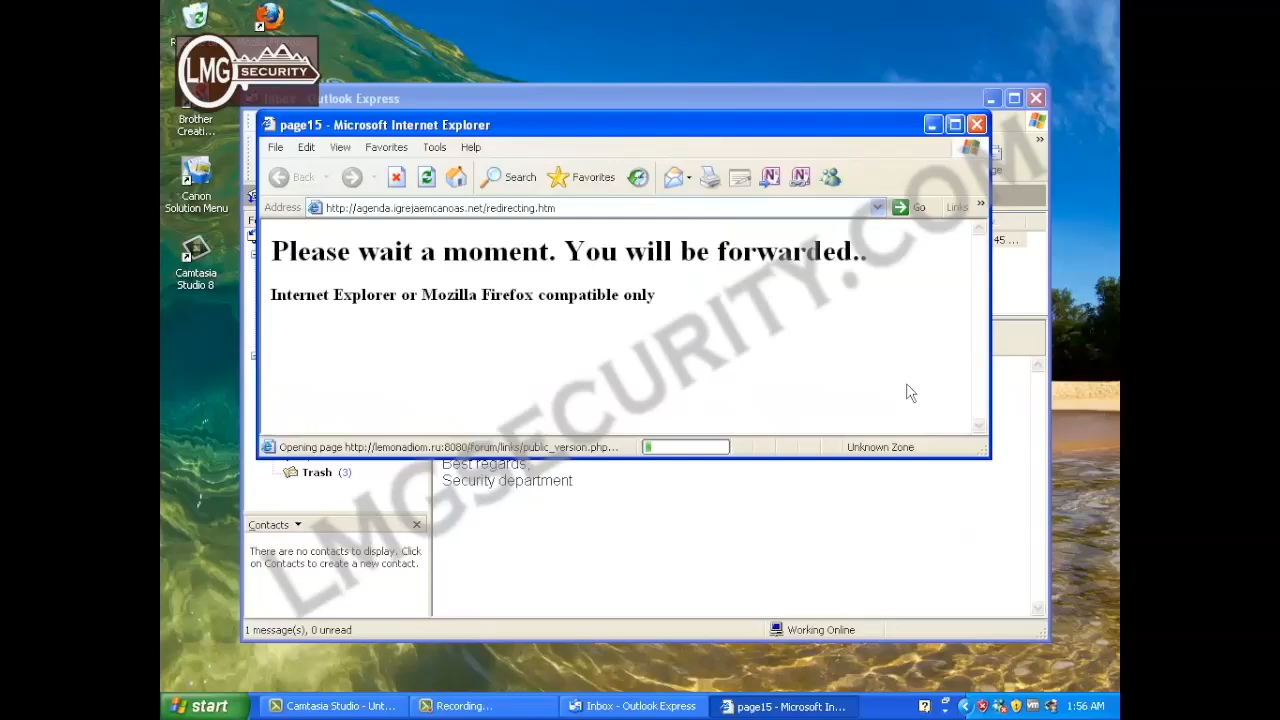 LMG SECURITY
Inbox - Outlook Express
Brother
Creati...
page15 - Microsoft Internet Explorer
File Edit View Favorites Tools Help
Back Search Favorites
Address http://agenda.igrejaemcanoas.net/redirecting.htm Go Links »
Canon
Solution Menu
Please wait a moment. You will be forwarded..
45 ...
Camtasia
Studio 8
Internet Explorer or Mozilla Firefox compatible only
LMGSECURITY.COM
Opening page http://lemonadiom.ru:8080/forum/links/public_version.php... Unknown Zone
Trash (3)
Best regards,
Security department
Contacts
There are no contacts to display. Click
on Contacts to create a new contact.
1 message(s), 0 unread Working Online
start Camtasia Studio - Unt... Recording... Inbox - Outlook Express page15 - Microsoft In... 1:56 AM